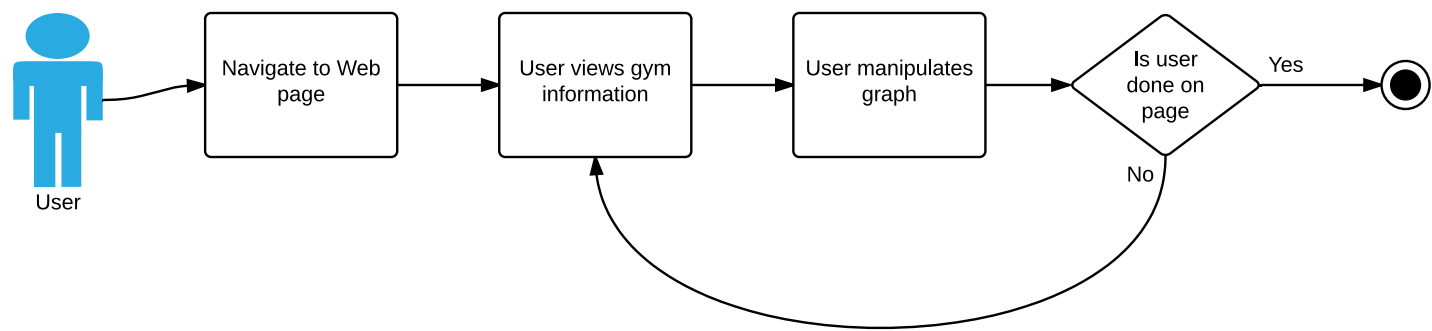 User
Navigate to Web
page
User views gym
information
User manipulates
graph
Is user
done on
page
Yes
No